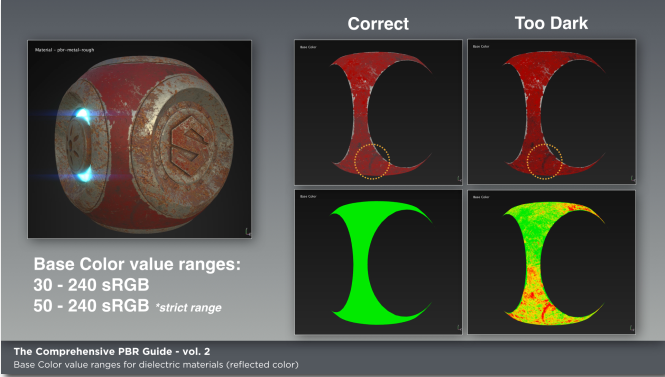 Correct
Too Dark
Material - pbr-metal-rough
Base Color
Base Color
Base Color
Base Color
Base Color value ranges:
30 - 240 sRGB
50 - 240 sRGB *strict range
The Comprehensive PBR Guide - vol. 2
Base Color value ranges for dielectric materials (reflected color)